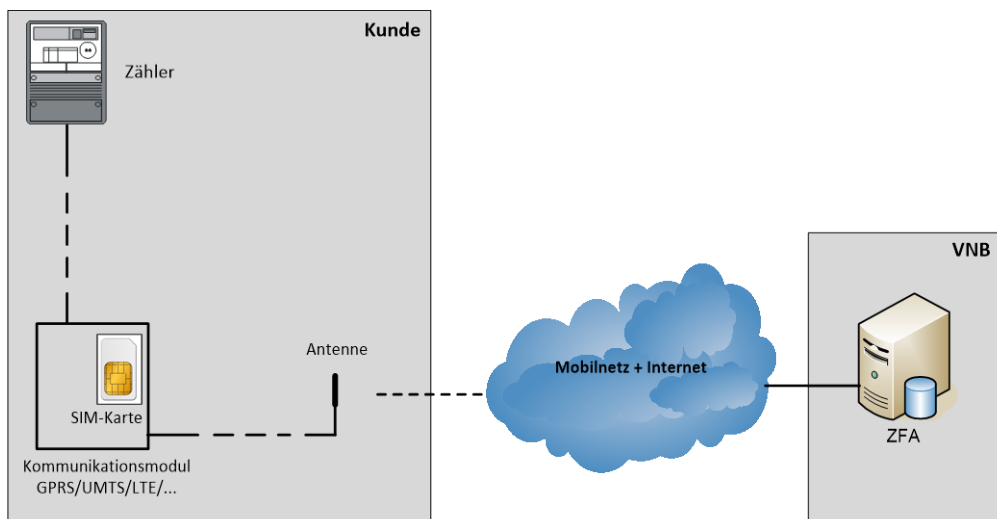 Kunde
Zähler
VNB
Antenne
Mobilnetz + Internet
SIM-Karte
ZFA
Kommunikationsmodul
GPRS/UMTS/LTE/...